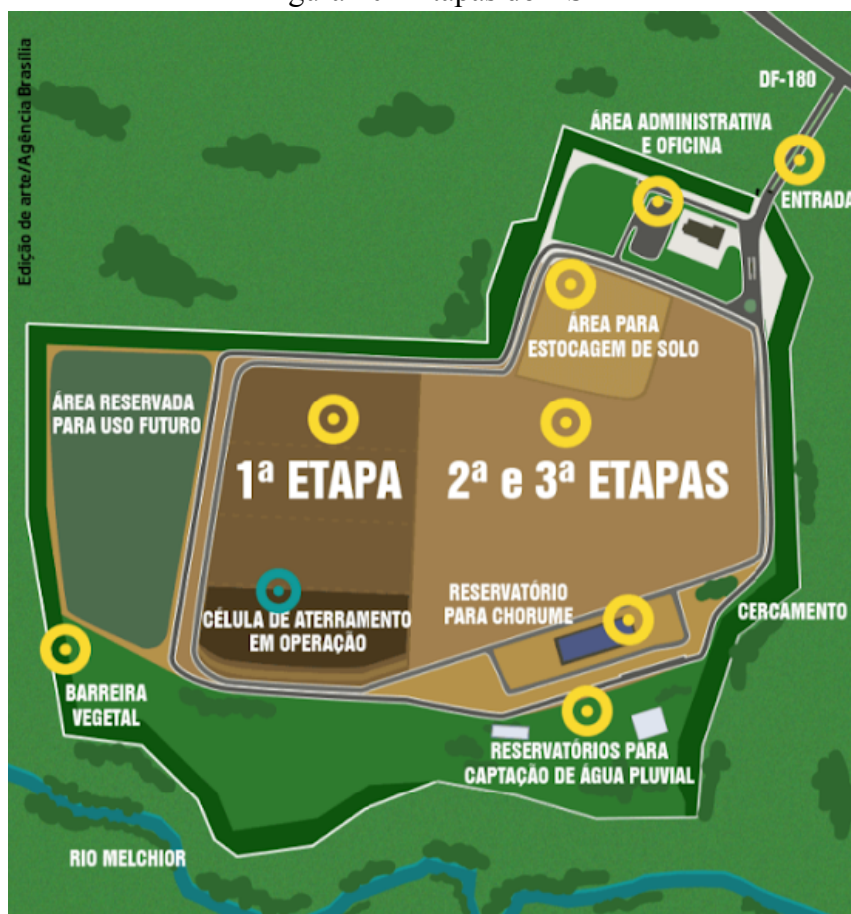 Edição de arte/Agência Brasília
DF-180
ÁREA ADMINISTRATIVA
E OFICINA
ENTRADA
ÁREA PARA
ESTOCAGEM DE SOLO
ÁREA RESERVADA
PARA USO FUTURO
1ª ETAPA
2ª e 3ª ETAPAS
RESERVATÓRIO
PARA CHORUME
CÉLULA DE ATERRAMENTO
EM OPERAÇÃO
CERCAMENTO
BARREIRA
VEGETAL
RESERVATÓRIOS PARA
CAPTAÇÃO DE ÁGUA PLUVIAL
RIO MELCHIOR